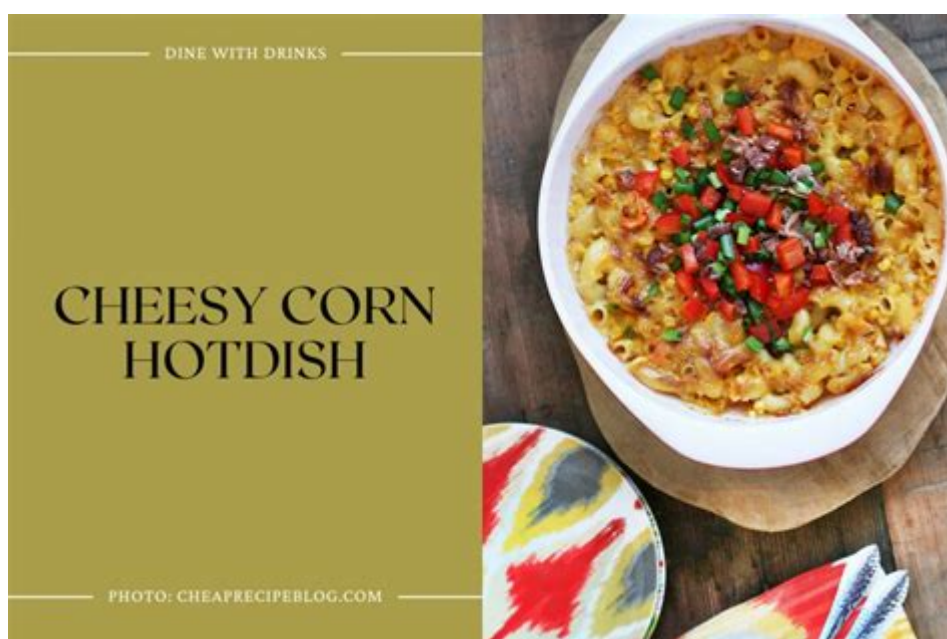 DINE WITH DRINKS
CHEESY CORN
HOTDISH
PHOTO: CHEAPRECIPEBLOG.COM